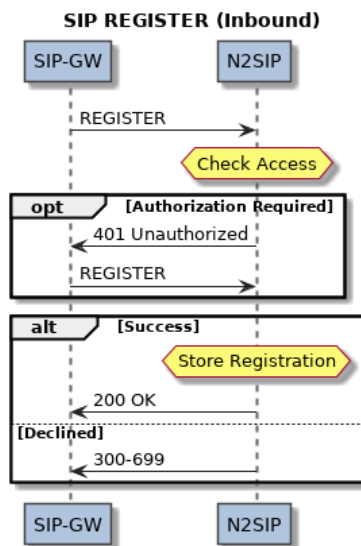 SIP REGISTER (Inbound)
SIP-GW N2SIP
REGISTER
Check Access
opt [Authorization Required]
401 Unauthorized
REGISTER
alt [Success]
Store Registration
200 OK
[Declined]
300-699
SIP-GW N2SIP